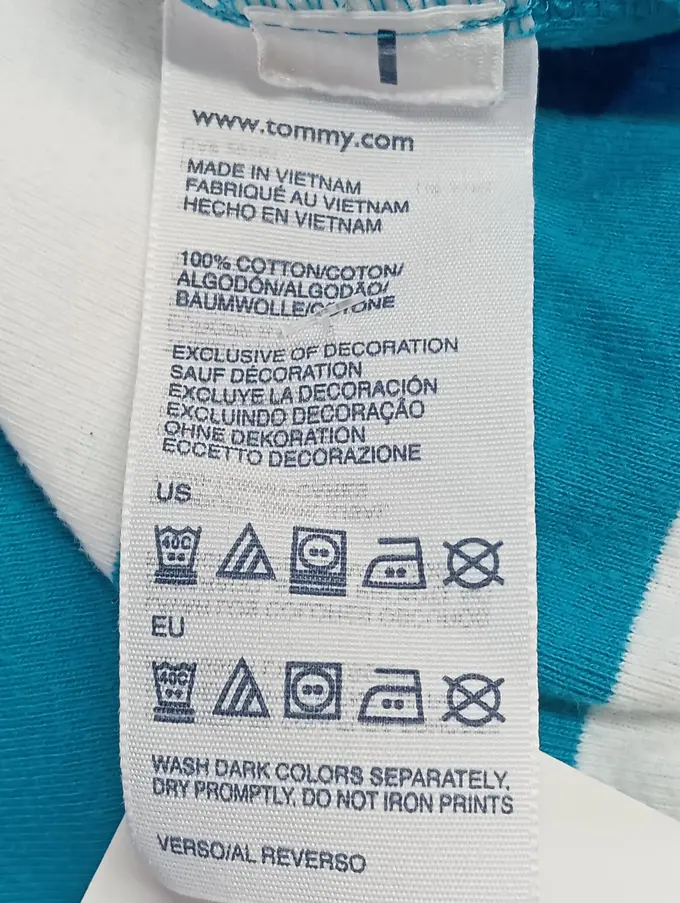 www.tommy.com
MADE IN VIETNAM
FABRIQUÉ AU VIETNAM
HECHO EN VIETNAM
100% COTTON/COTON/
ALGODÓN/ALGODÃO/
BAUMWOLLE/COTONE
EXCLUSIVE OF DECORATION
SAUF DÉCORATION
EXCLUYE LA DECORACIÓN
EXCLUINDO DECORAÇÃO
OHNE DEKORATION
ECCETTO DECORAZIONE
US
40C
EU
40C
WASH DARK COLORS SEPARATELY.
DRY PROMPTLY. DO NOT IRON PRINTS
VERSO/AL REVERSO